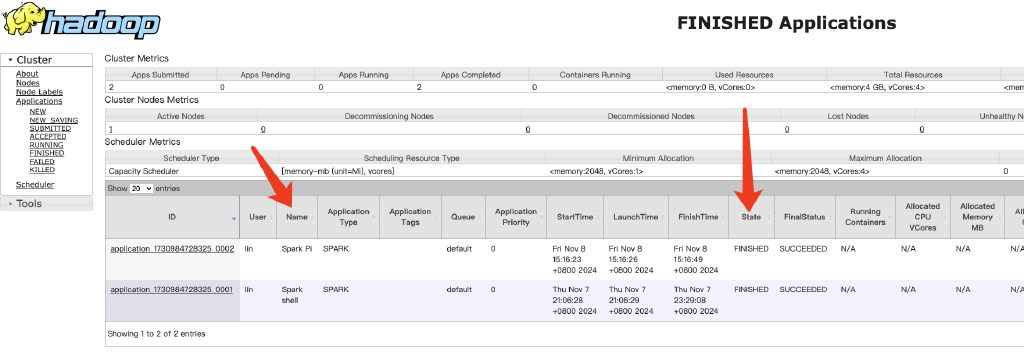 hadoop
FINISHED Applications
Cluster
About
Nodes
Node Labels
Applications
NEW
NEW_SAVING
SUBMITTED
ACCEPTED
RUNNING
FINISHED
FAILED
KILLED
Scheduler
Tools
Cluster Metrics
Apps Submitted Apps Pending Apps Running Apps Completed Containers Running Used Resources Total Resources
2 0 0 2 0 <memory:0 B, vCores:0> <memory:4 GB, vCores:4> <mem
Cluster Nodes Metrics
Active Nodes Decommissioning Nodes Decommissioned Nodes Lost Nodes Unhealthy N
1 0 0 0 0
Scheduler Metrics
Scheduler Type Scheduling Resource Type Minimum Allocation Maximum Allocation
Capacity Scheduler [memory-mb (unit=Mi), vcores] <memory:2048, vCores:1> <memory:2048, vCores:4> 0
Show 20 entries
ID User Name Application Type Application Tags Queue Application Priority StartTime LaunchTime FinishTime State FinalStatus Running Containers Allocated CPU VCores Allocated Memory MB
application_1730984728325_0002 lin Spark PI SPARK default 0 Fri Nov 8 15:16:23 +0800 2024 Fri Nov 8 15:16:26 +0800 2024 Fri Nov 8 15:16:49 +0800 2024 FINISHED SUCCEEDED N/A N/A N/A
application_1730984728325_0001 lin Spark shell SPARK default 0 Thu Nov 7 21:06:28 +0800 2024 Thu Nov 7 21:06:29 +0800 2024 Thu Nov 7 23:29:08 +0800 2024 FINISHED SUCCEEDED N/A N/A N/A
Showing 1 to 2 of 2 entries